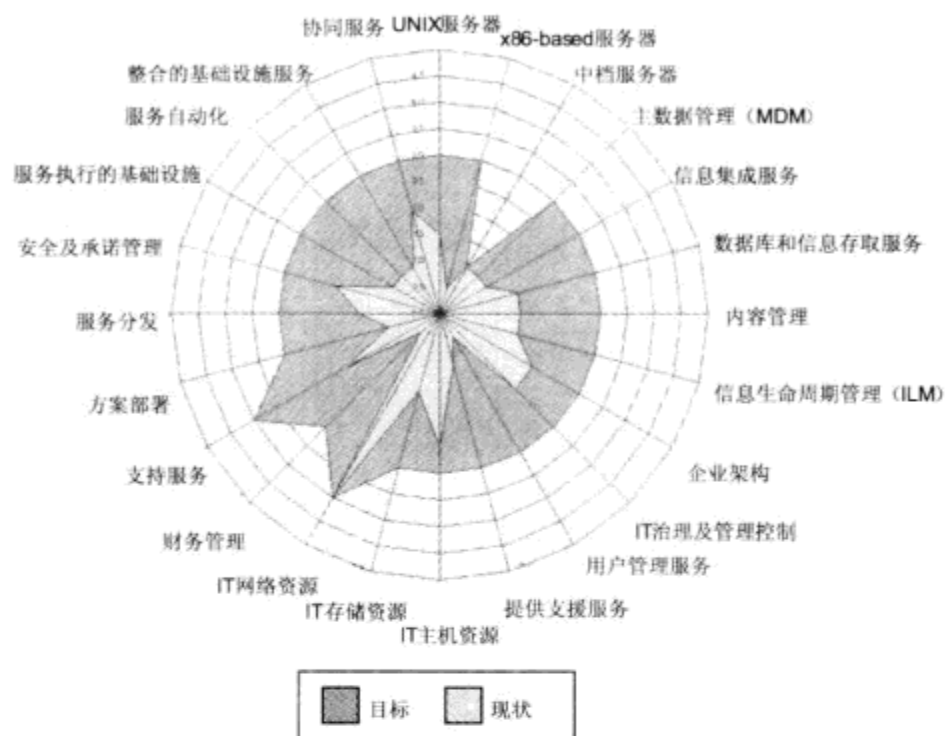 UNIX服务器
x86-based服务器
中档服务器
主数据管理（MDM）
信息集成服务
数据库和信息存取服务
内容管理
信息生命周期管理（ILM）
企业架构
IT治理及管理控制
用户管理服务
提供支援服务
IT主机资源
IT存储资源
IT网络资源
财务管理
支持服务
方案部署
服务分发
安全及承诺管理
服务执行的基础设施
服务自动化
整合的基础设施服务
协同服务
目标
现状